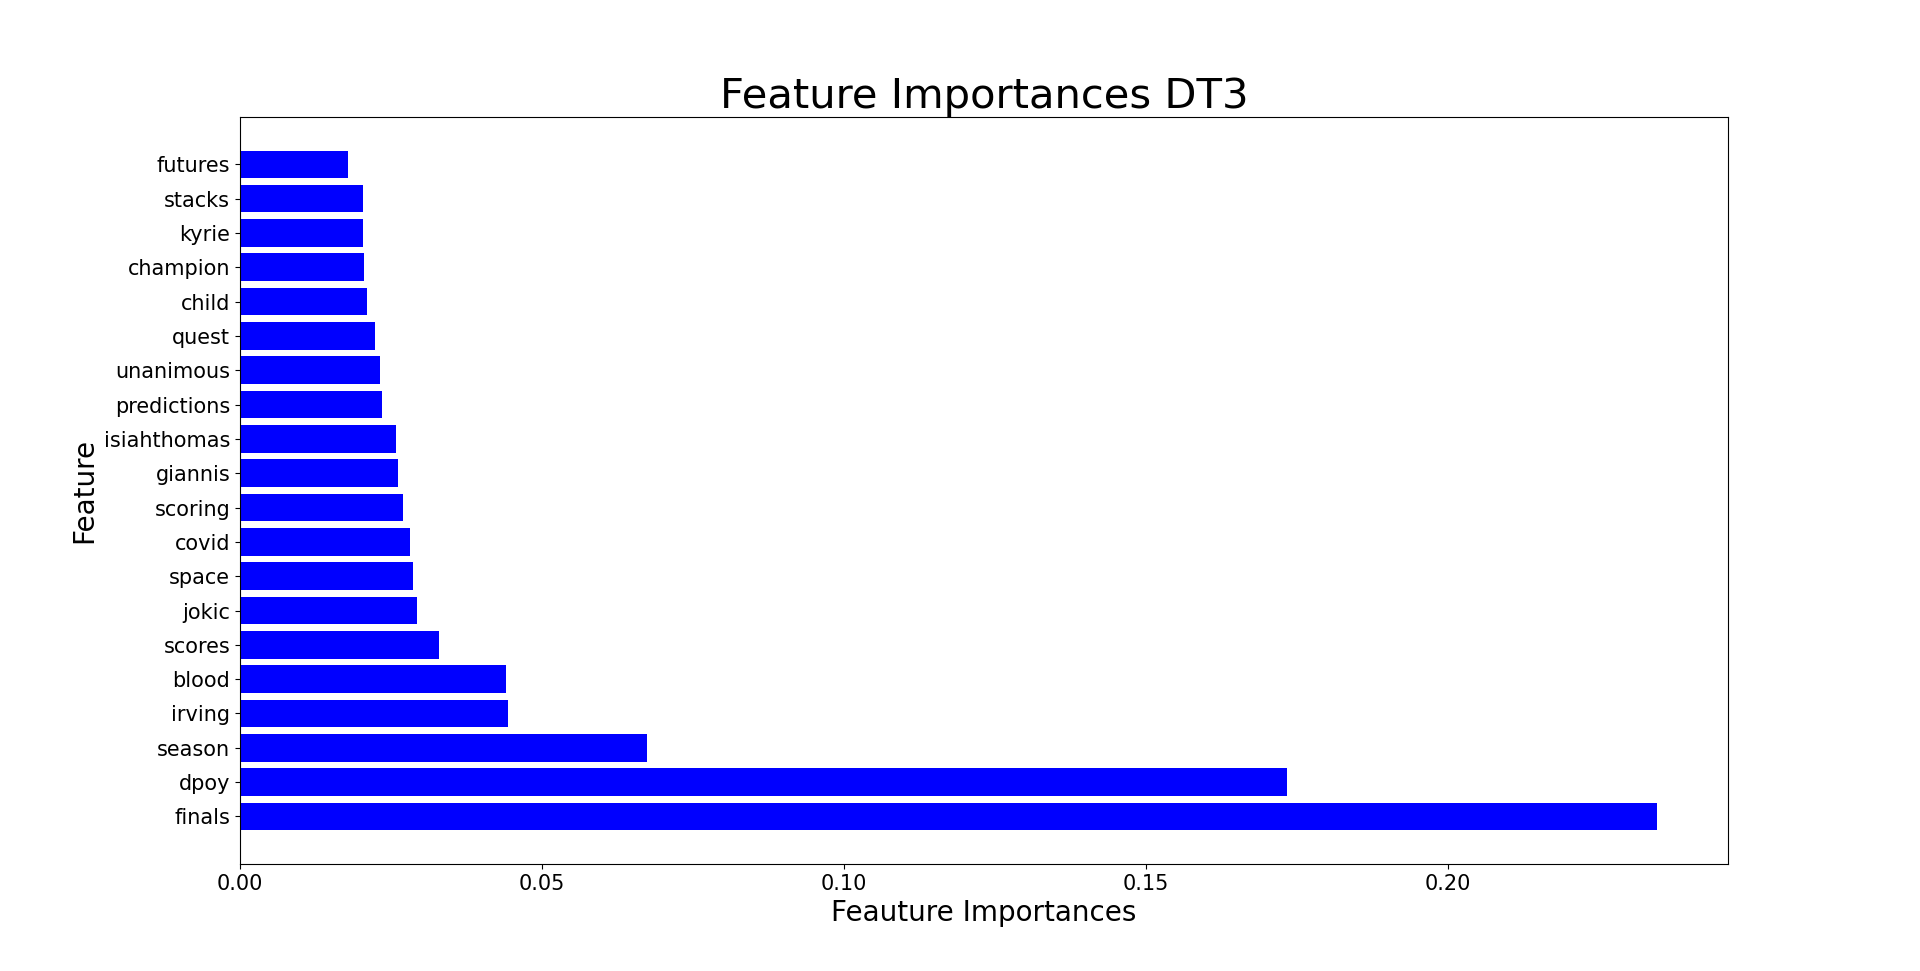 Feature Importances DT3
futures
stacks
kyrie
champion
child
quest
unanimous
predictions
isiahthomas
giannis
scoring
covid
space
jokic
scores
blood
irving
season
dpoy
finals
Feature
0.00 0.05 0.10 0.15 0.20
Feauture Importances